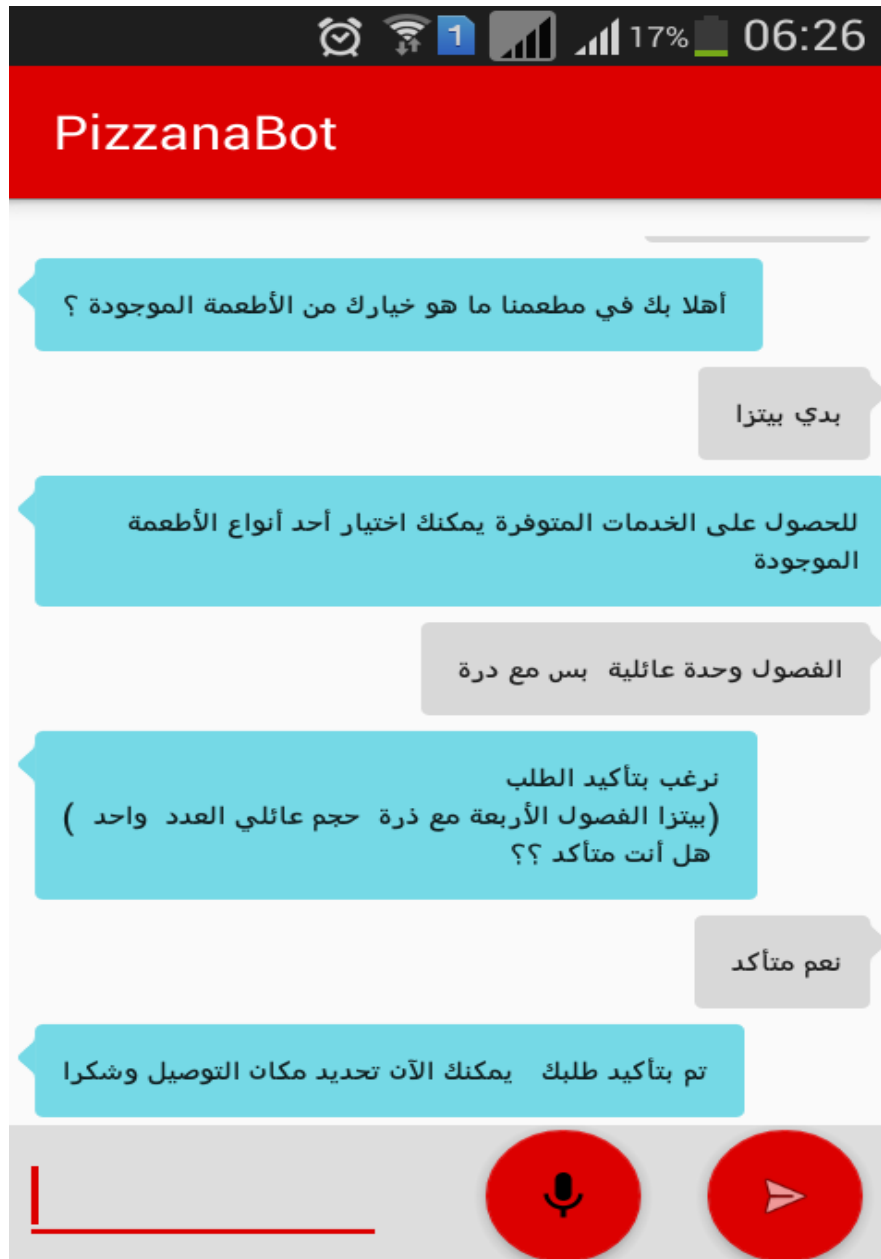 1 17% 06:26
PizzanaBot
أهلا بك في مطعمنا ما هو خيارك من الأطعمة الموجودة ؟
بدي بيتزا
للحصول على الخدمات المتوفرة يمكنك اختيار أحد أنواع الأطعمة
الموجودة
الفصول وحدة عائلية بس مع درة
نرغب بتأكيد الطلب
(بيتزا الفصول الأربعة مع ذرة حجم عائلي العدد واحد )
هل أنت متأكد ؟؟
نعم متأكد
تم بتأكيد طلبك يمكنك الآن تحديد مكان التوصيل وشكرا